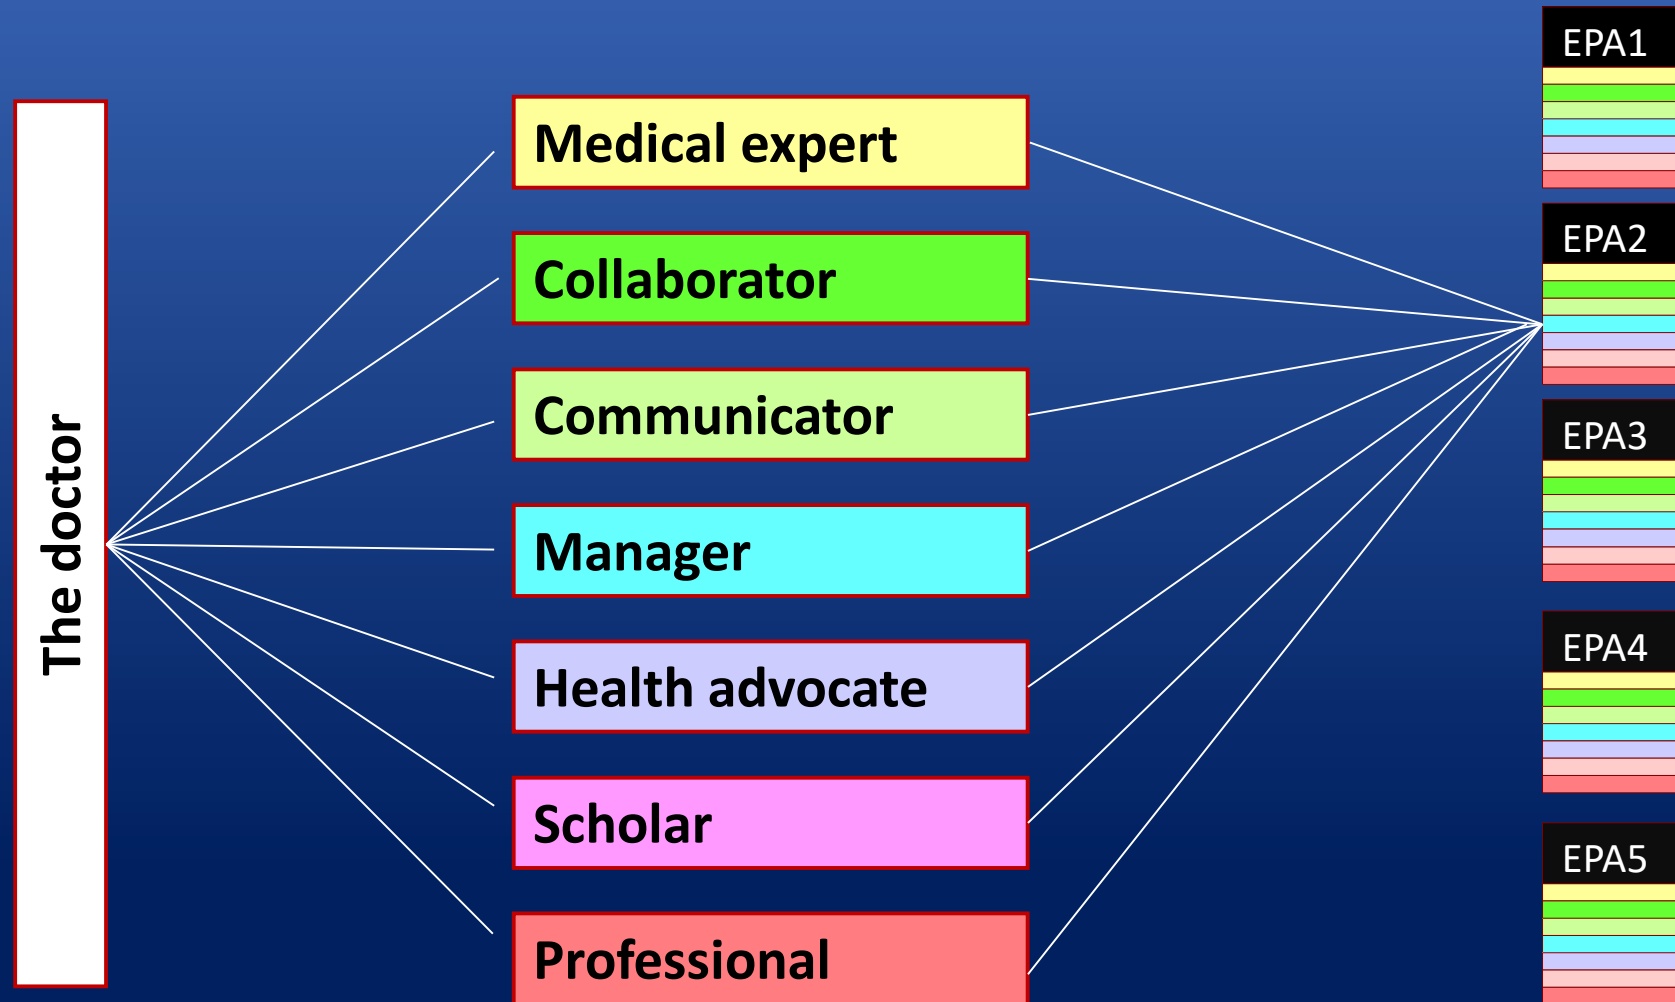 The doctor
Medical expert
Collaborator
Communicator
Manager
Health advocate
Scholar
Professional
EPA1
EPA2
EPA3
EPA4
EPA5